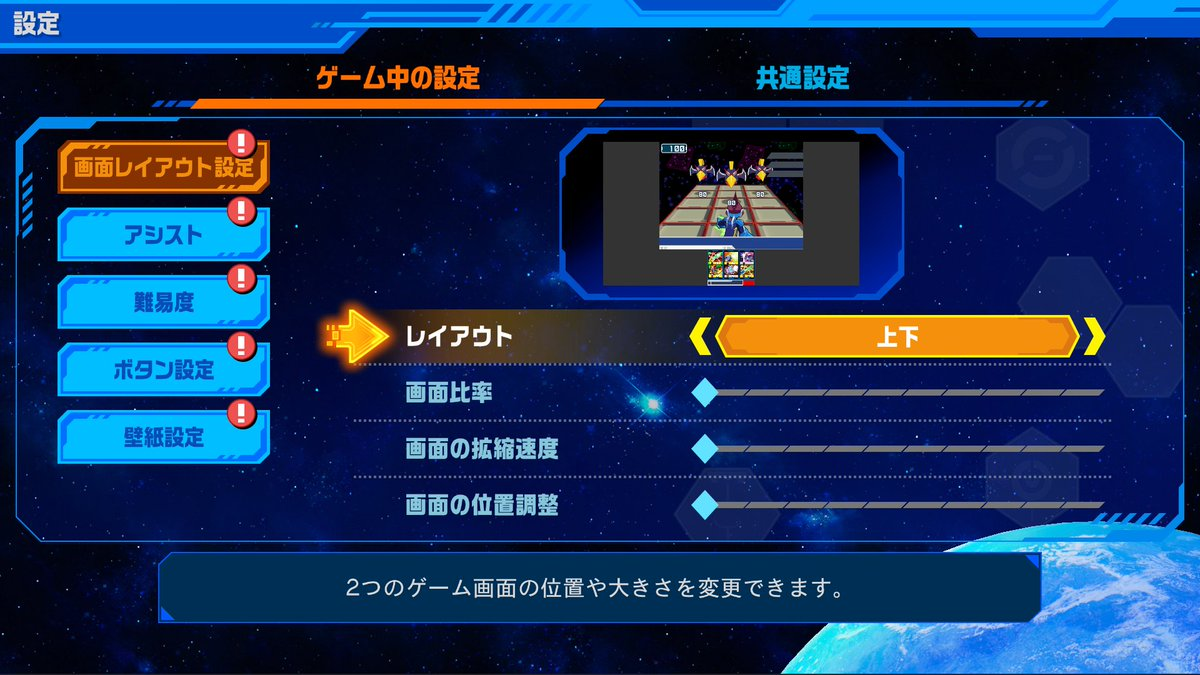 設定
ゲーム中の設定
共通設定
画面レイアウト設定
アシスト
難易度
ボタン設定
壁紙設定
100
80
80
80
レイアウト
上下
画面比率
画面の拡縮速度
画面の位置調整
2つのゲーム画面の位置や大きさを変更できます。